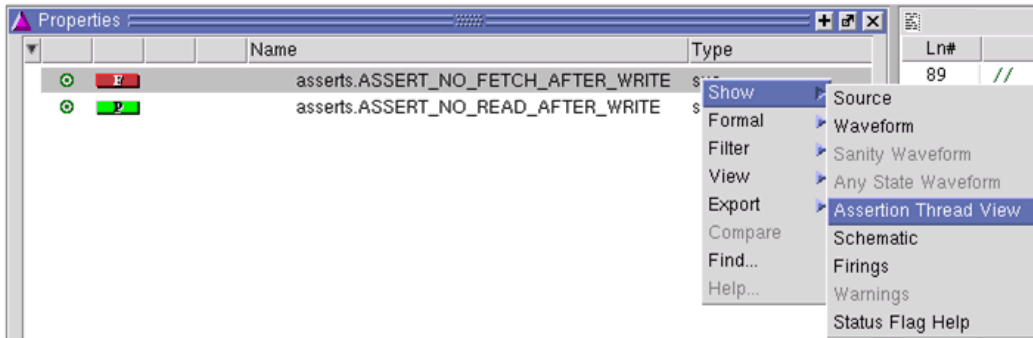 Properties
Name Type Ln#
F asserts.ASSERT_NO_FETCH_AFTER_WRITE 89 //
P asserts.ASSERT_NO_READ_AFTER_WRITE
Show
Formal
Filter
View
Export
Compare
Find...
Help...
Source
Waveform
Sanity Waveform
Any State Waveform
Assertion Thread View
Schematic
Firings
Warnings
Status Flag Help